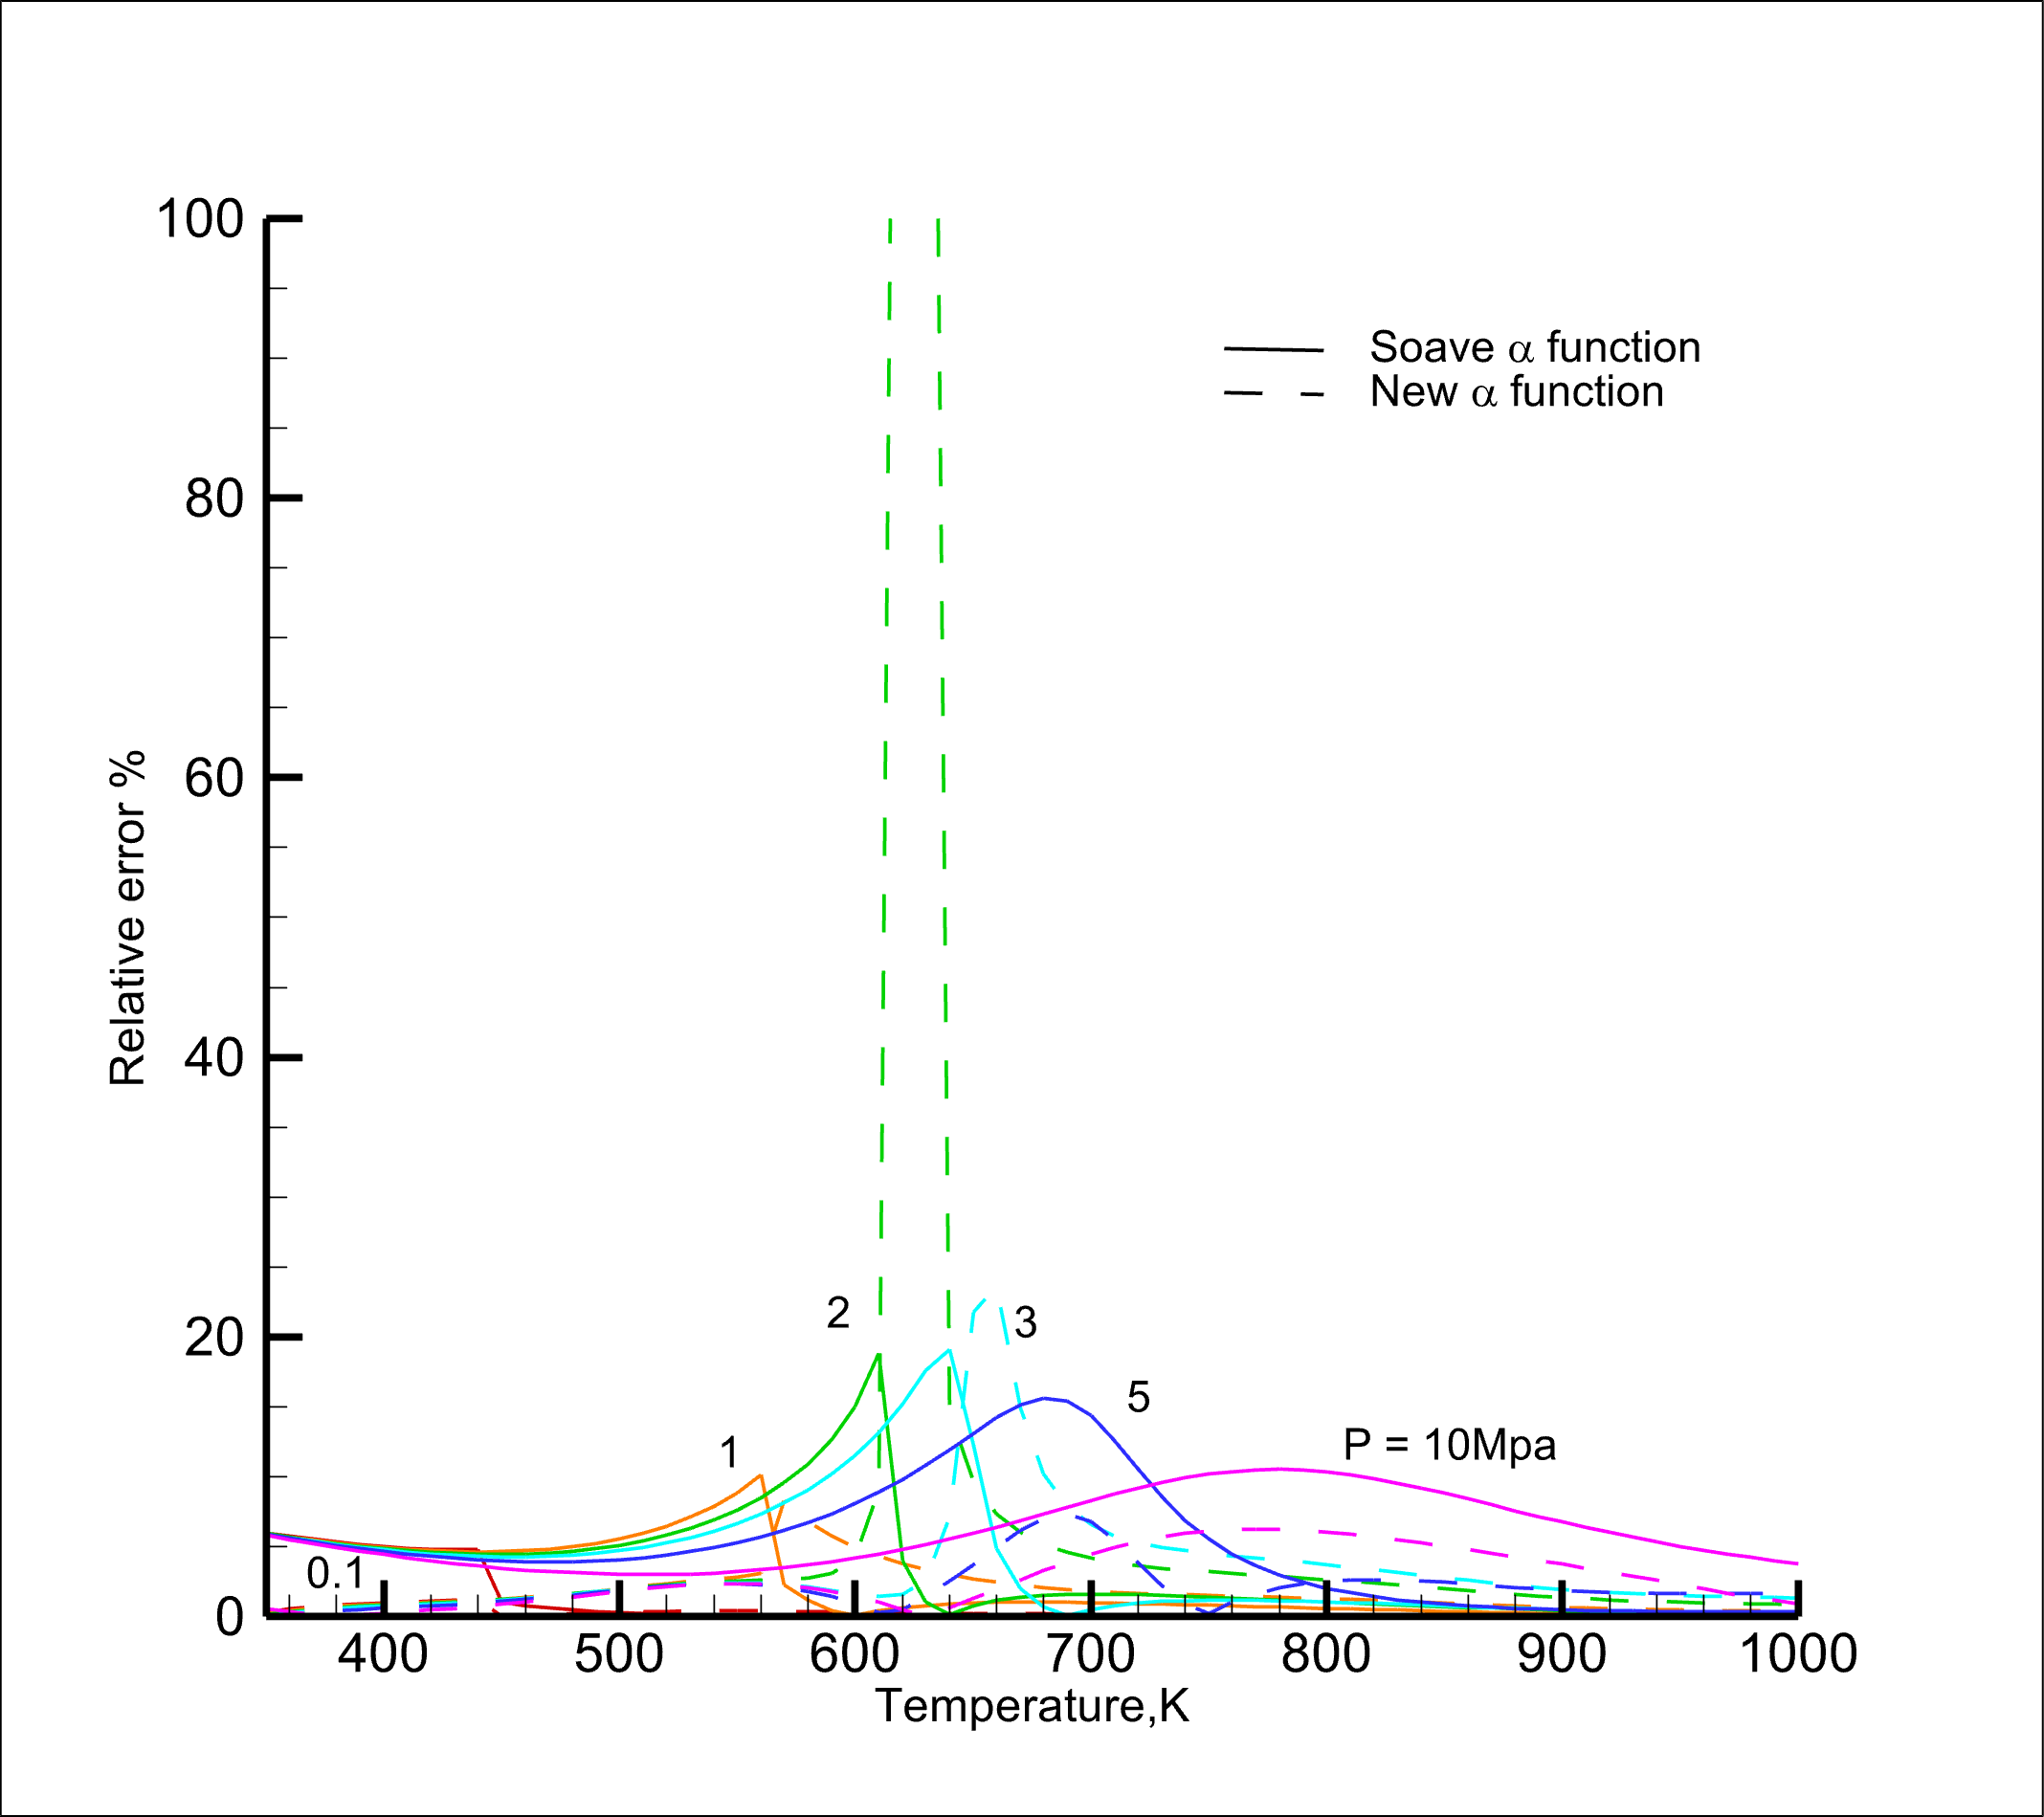 100
80
60
40
20
0
Relative error %
Soave α function
New α function
2
3
5
1
P = 10Mpa
0.1
400 500 600 700 800 900 1000
Temperature,K